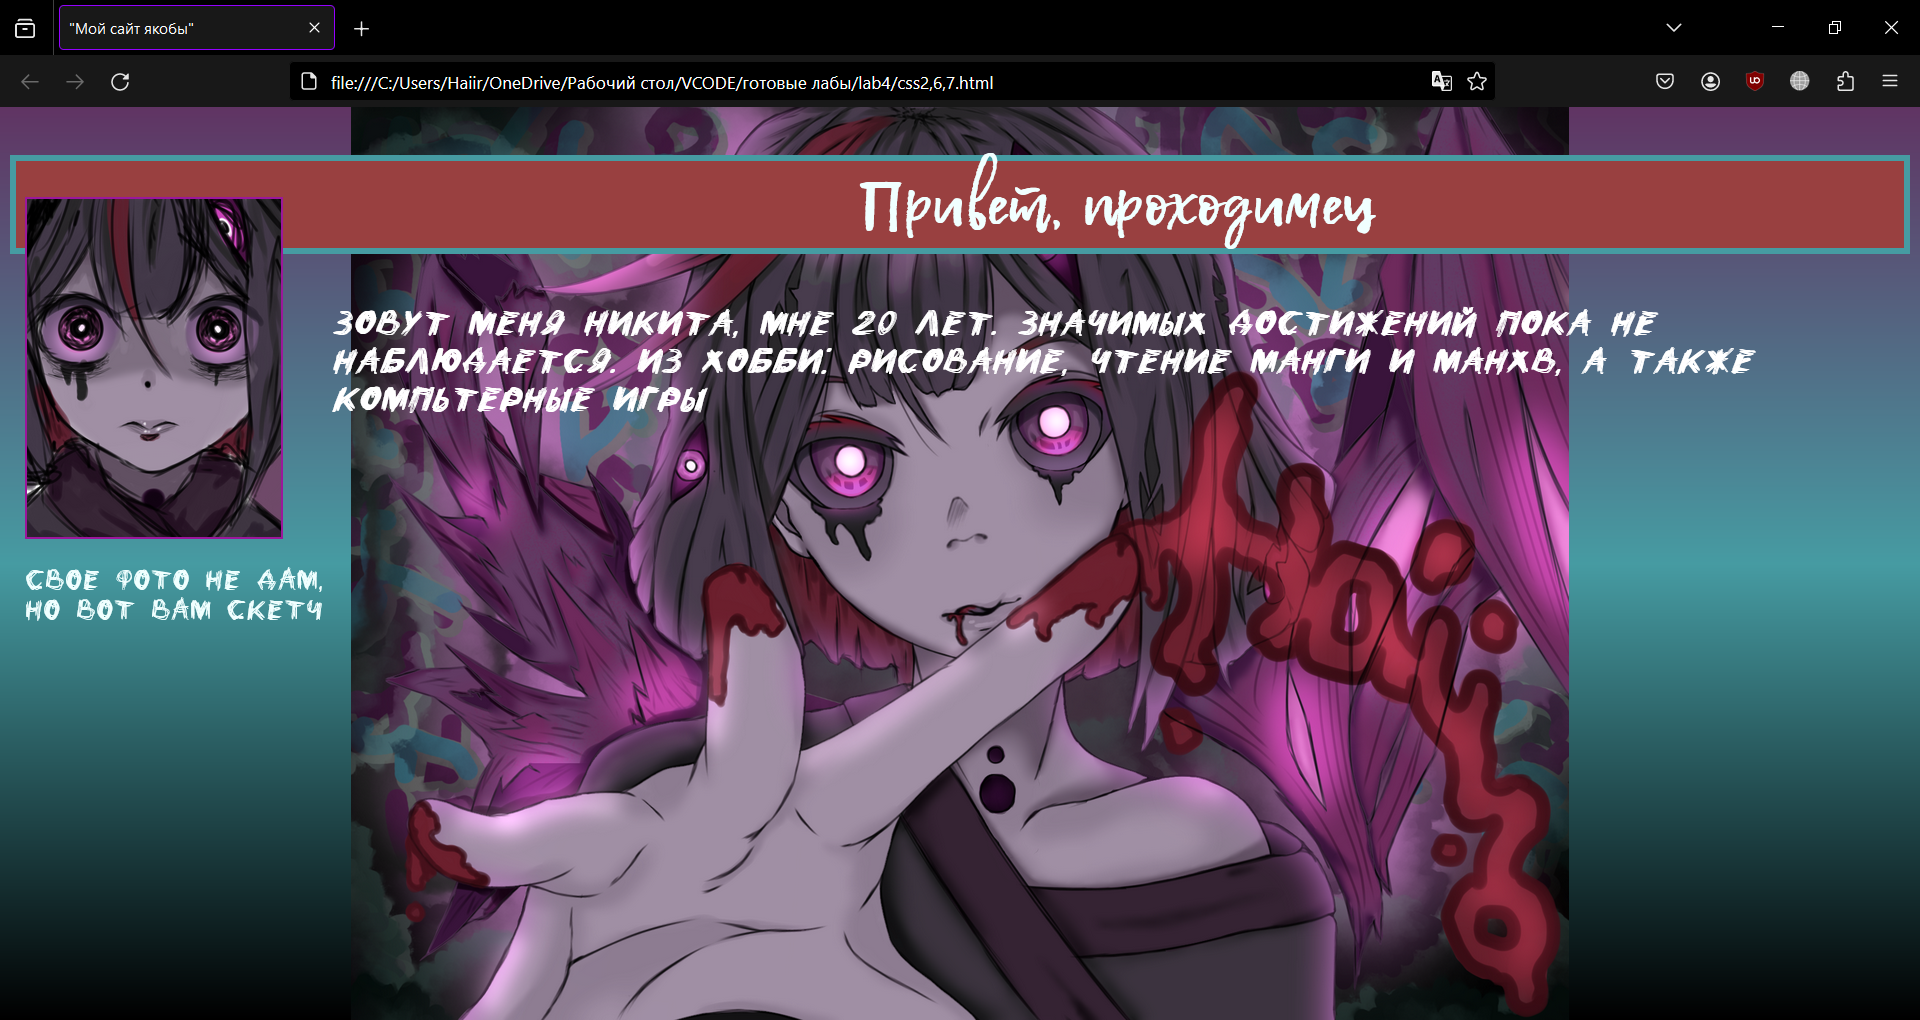 "Мой сайт якобы"
file:///C:/Users/Haiir/OneDrive/Рабочий стол/VCODE/готовые лабы/lab4/css2,6,7.html
Привет, проходимец
ЗОВУТ МЕНЯ НИКИТА, МНЕ 20 ЛЕТ. ЗНАЧИМЫХ ДОСТИЖЕНИЙ ПОКА НЕ
НАБЛЮДАЕТСЯ. ИЗ ХОББИ: РИСОВАНИЕ, ЧТЕНИЕ МАНГИ И МАНХВ, А ТАКЖЕ
КОМПЬТЕРНЫЕ ИГРЫ
СВОЕ ФОТО НЕ ДАМ,
НО ВОТ ВАМ СКЕТЧ